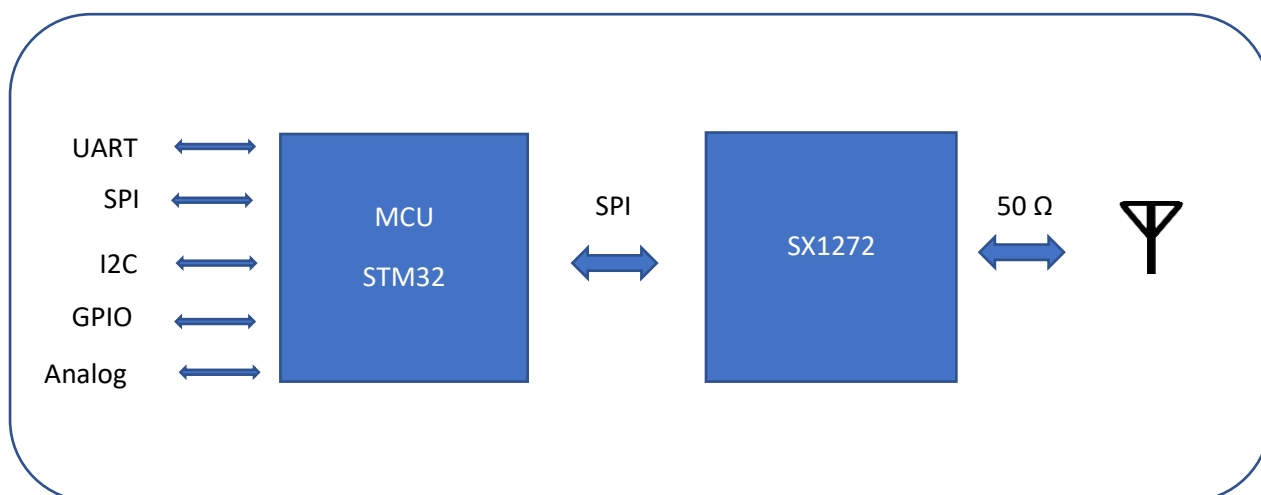 UART
SPI
I2C
GPIO
Analog
MCU
STM32
SPI
SX1272
50 Ω